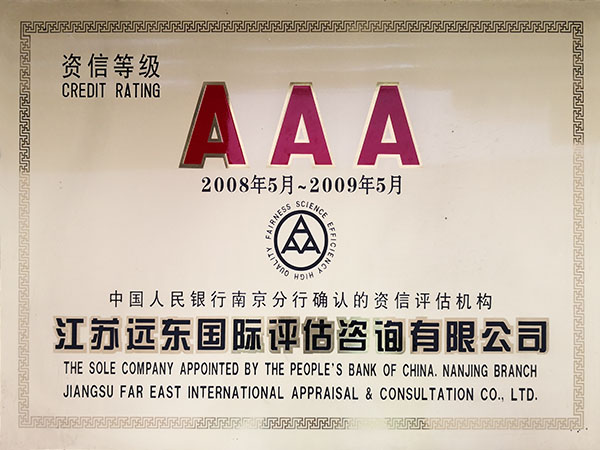 资信等级
CREDIT RATING
AAA
2008年5月~2009年5月
FAIRNESS SCIENCE EFFICIENCY HIGH QUALITY
中国人民银行南京分行确认的资信评估机构
江苏远东国际评估咨询有限公司
THE SOLE COMPANY APPOINTED BY THE PEOPLE'S BANK OF CHINA. NANJING BRANCH
JIANGSU FAR EAST INTERNATIONAL APPRAISAL & CONSULTATION CO., LTD.